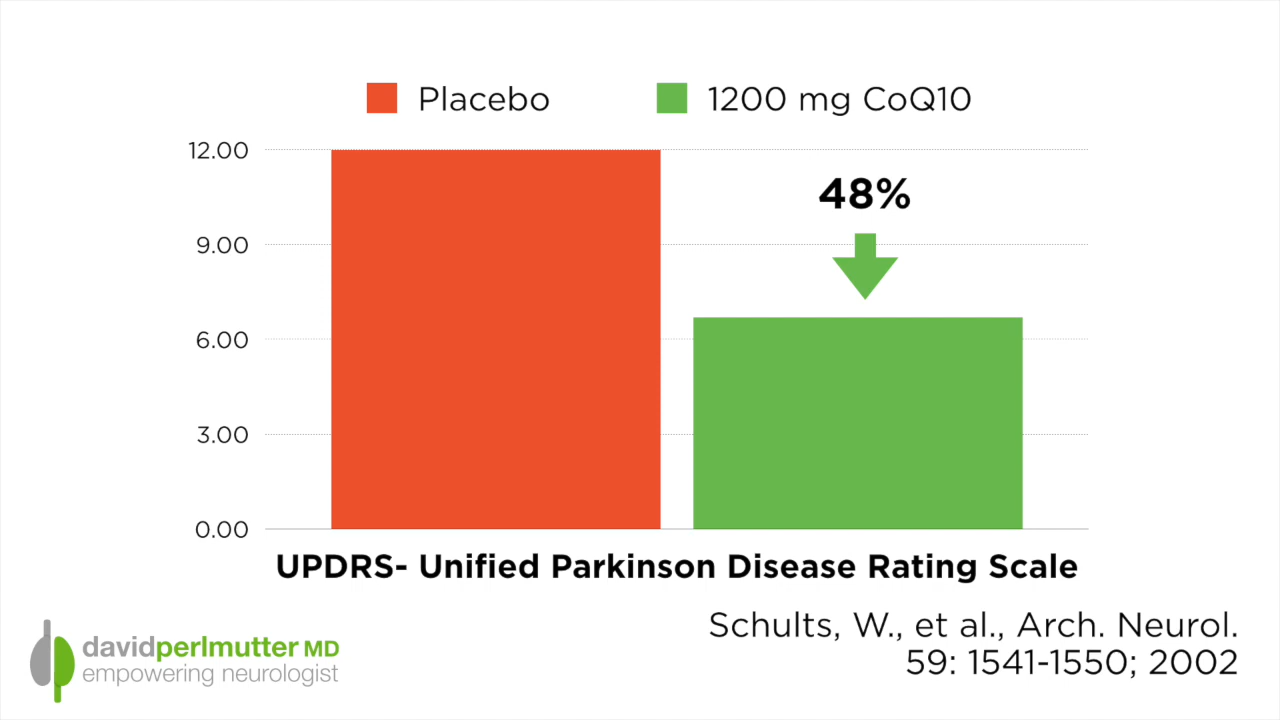 Placebo
1200 mg CoQ10
12.00
48%
9.00
6.00
3.00
0.00
UPDRS- Unified Parkinson Disease Rating Scale
Schults, W., et al., Arch. Neurol.
59: 1541-1550; 2002
davidperlmutter MD
empowering neurologist